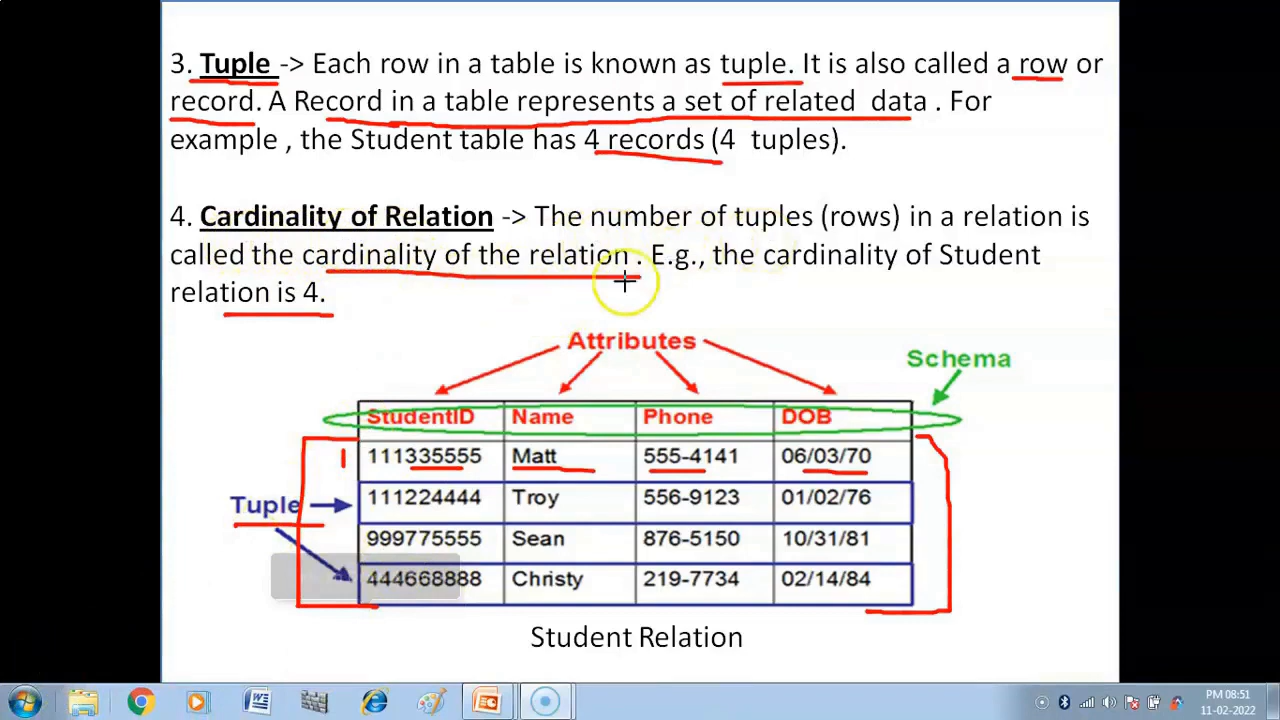 3. Tuple -> Each row in a table is known as tuple. It is also called a row or
record. A Record in a table represents a set of related data . For
example , the Student table has 4 records (4 tuples).
4. Cardinality of Relation -> The number of tuples (rows) in a relation is
called the cardinality of the relation . E.g., the cardinality of Student
relation is 4.
Attributes
Schema
StudentID Name Phone DOB
1 111335555 Matt 555-4141 06/03/70
Tuple
111224444 Troy 556-9123 01/02/76
999775555 Sean 876-5150 10/31/81
444668888 Christy 219-7734 02/14/84
Student Relation
PM 08:51
11-02-2022